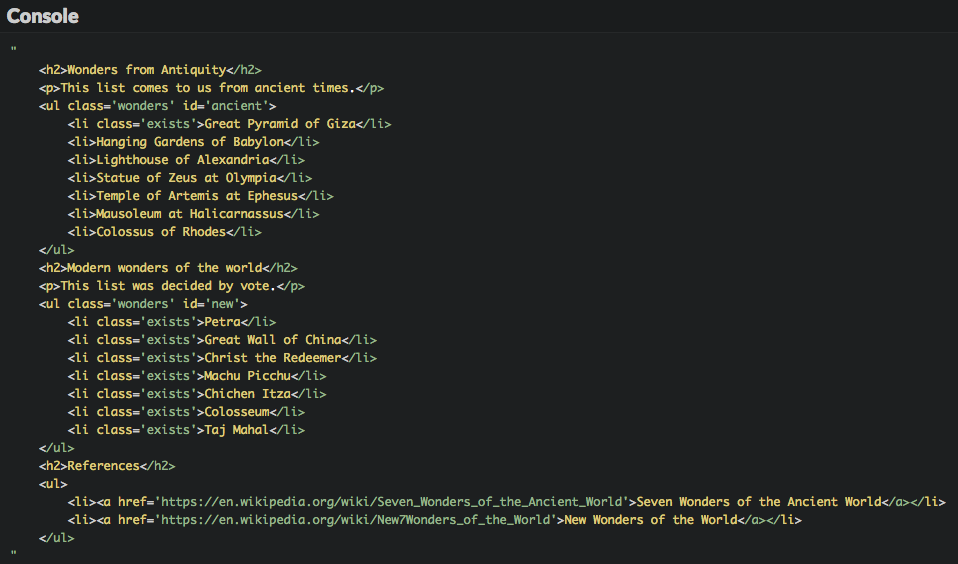 Console
"
    <h2>Wonders from Antiquity</h2>
    <p>This list comes to us from ancient times.</p>
    <ul class='wonders' id='ancient'>
        <li class='exists'>Great Pyramid of Giza</li>
        <li>Hanging Gardens of Babylon</li>
        <li>Lighthouse of Alexandria</li>
        <li>Statue of Zeus at Olympia</li>
        <li>Temple of Artemis at Ephesus</li>
        <li>Mausoleum at Halicarnassus</li>
        <li>Colossus of Rhodes</li>
    </ul>
    <h2>Modern wonders of the world</h2>
    <p>This list was decided by vote.</p>
    <ul class='wonders' id='new'>
        <li class='exists'>Petra</li>
        <li class='exists'>Great Wall of China</li>
        <li class='exists'>Christ the Redeemer</li>
        <li class='exists'>Machu Picchu</li>
        <li class='exists'>Chichen Itza</li>
        <li class='exists'>Colosseum</li>
        <li class='exists'>Taj Mahal</li>
    </ul>
    <h2>References</h2>
    <ul>
        <li><a href='https://en.wikipedia.org/wiki/Seven_Wonders_of_the_Ancient_World'>Seven Wonders of the Ancient World</a></li>
        <li><a href='https://en.wikipedia.org/wiki/New7Wonders_of_the_World'>New Wonders of the World</a></li>
    </ul>
"